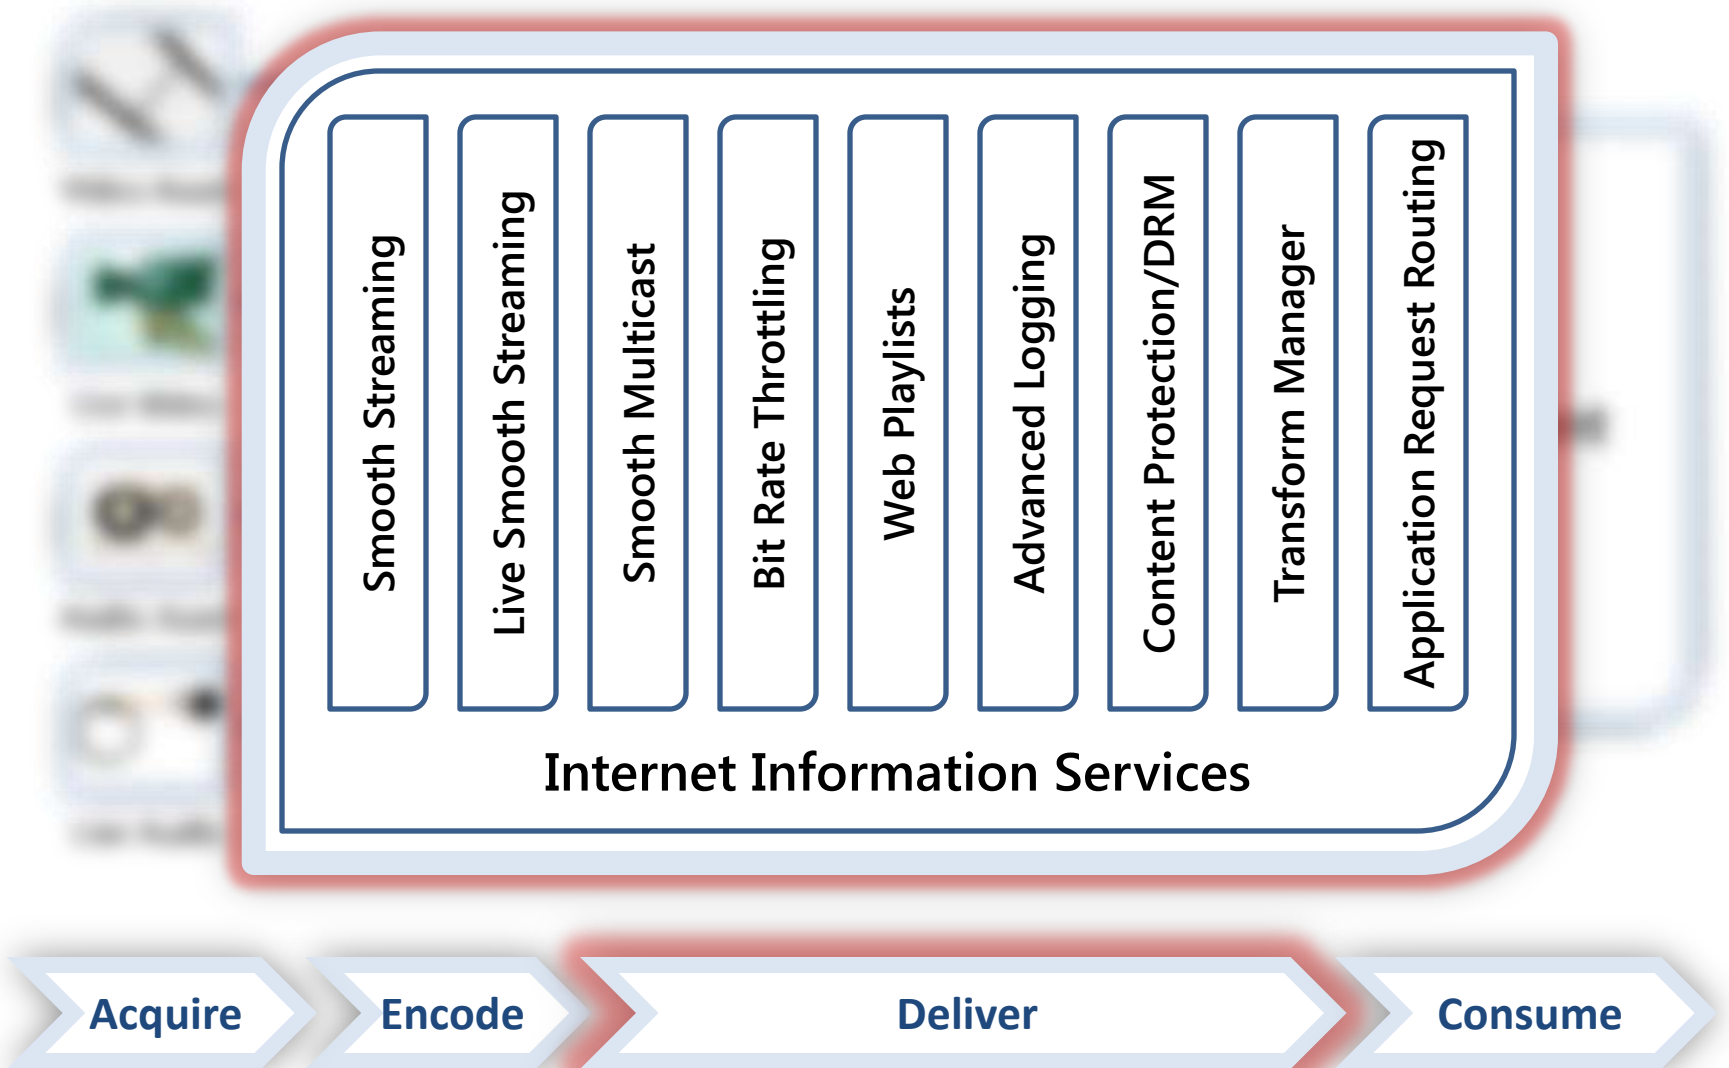 Smooth Streaming
Live Smooth Streaming
Smooth Multicast
Bit Rate Throttling
Web Playlists
Advanced Logging
Content Protection/DRM
Transform Manager
Application Request Routing
Internet Information Services
Acquire
Encode
Deliver
Consume